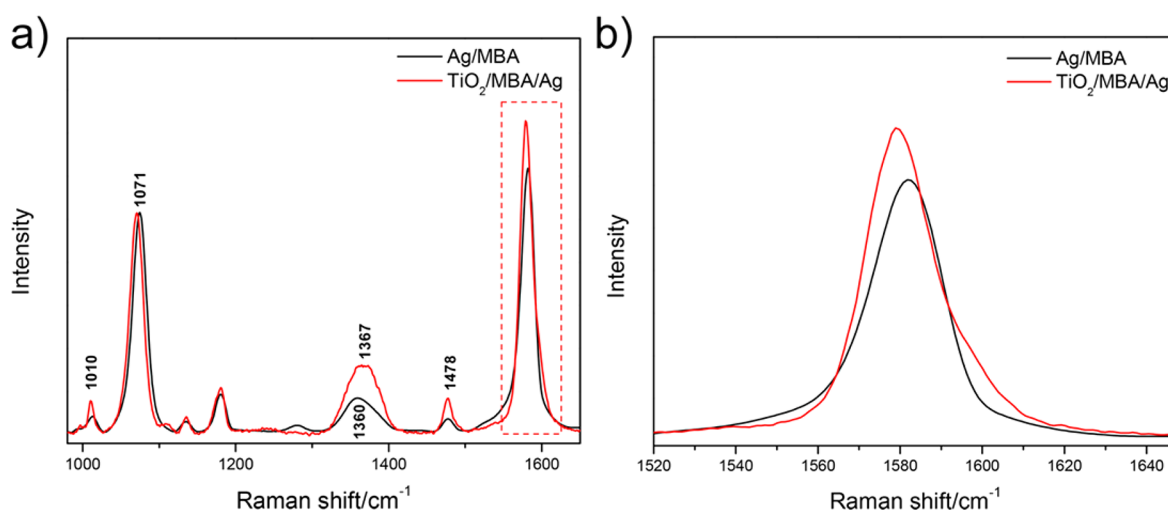 a)
Ag/MBA
TiO₂/MBA/Ag
1010
1071
1367
1360
1478
Intensity
1000 1200 1400 1600
Raman shift/cm⁻¹
b)
Ag/MBA
TiO₂/MBA/Ag
Intensity
1520 1540 1560 1580 1600 1620 1640
Raman shift/cm⁻¹